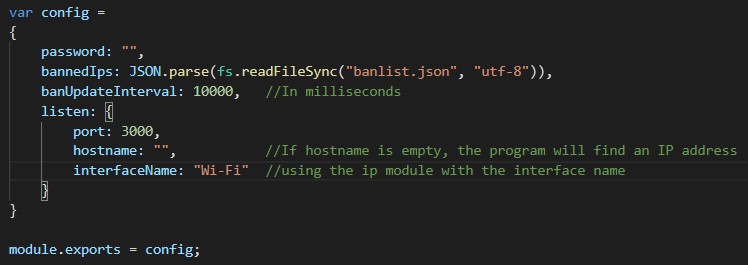 var config =
{
    password: "",
    bannedIps: JSON.parse(fs.readFileSync("banlist.json", "utf-8")),
    banUpdateInterval: 10000,   //In milliseconds
    listen: {
        port: 3000,
        hostname: "",           //If hostname is empty, the program will find an IP address
        interfaceName: "Wi-Fi"  //using the ip module with the interface name
    }
}

module.exports = config;